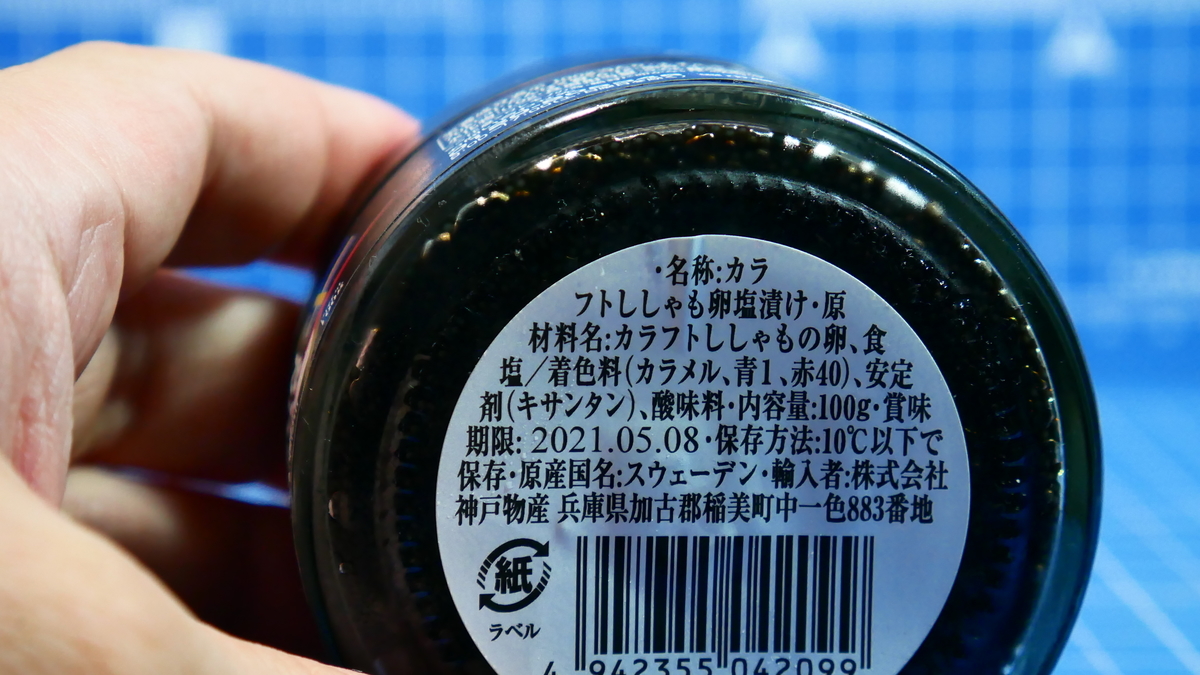 ・名称:カラ
フトししゃも卵塩漬け・原
材料名:カラフトししゃもの卵、食
塩／着色料(カラメル、青1、赤40)、安定
剤(キサンタン)、酸味料・内容量:100g・賞味
期限: 2021.05.08・保存方法:10℃以下で
保存・原産国名:スウェーデン・輸入者:株式会社
神戸物産 兵庫県加古郡稲美町中一色883番地
紙
ラベル
4 942355 042099